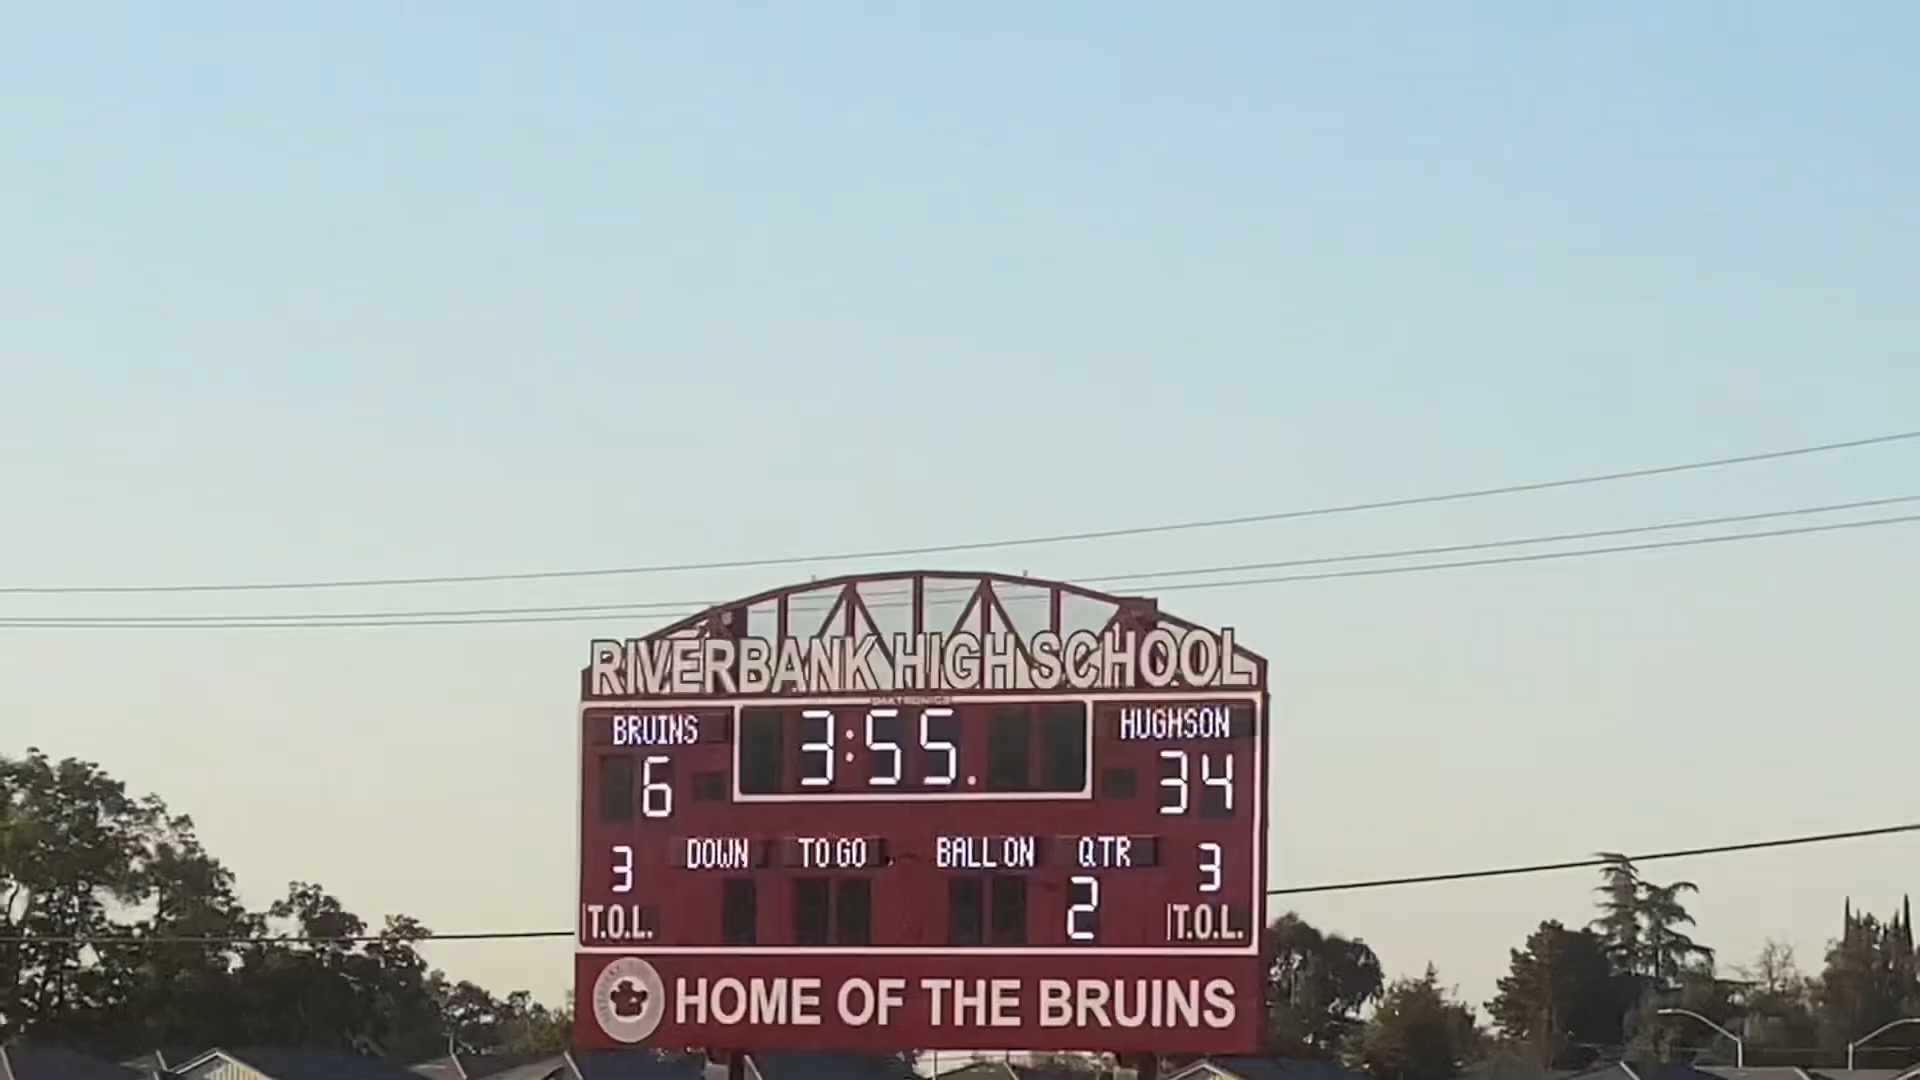 RIVERBANK HIGH SCHOOL
DAKTRONICS
BRUINS 3:55. HUGHSON
6 34
DOWN TO GO BALL ON QTR
3 2 3
T.O.L. T.O.L.
HOME OF THE BRUINS